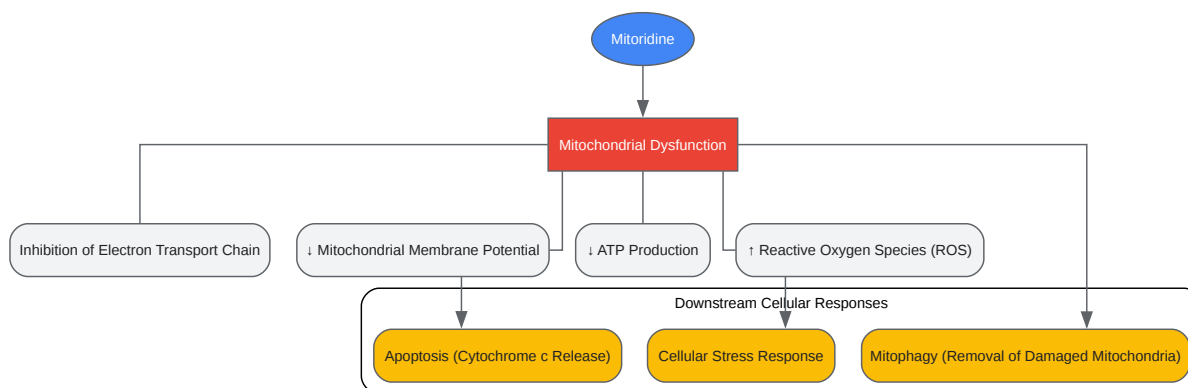 Mitoridine
Mitochondrial Dysfunction
Inhibition of Electron Transport Chain
↓ Mitochondrial Membrane Potential
↓ ATP Production
↑ Reactive Oxygen Species (ROS)
Downstream Cellular Responses
Apoptosis (Cytochrome c Release)
Cellular Stress Response
Mitophagy (Removal of Damaged Mitochondria)